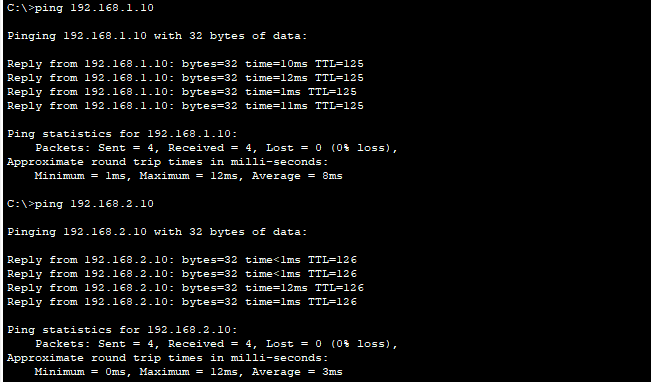 C:\>ping 192.168.1.10
Pinging 192.168.1.10 with 32 bytes of data:
Reply from 192.168.1.10: bytes=32 time=10ms TTL=125
Reply from 192.168.1.10: bytes=32 time=12ms TTL=125
Reply from 192.168.1.10: bytes=32 time=1ms TTL=125
Reply from 192.168.1.10: bytes=32 time=11ms TTL=125
Ping statistics for 192.168.1.10:
    Packets: Sent = 4, Received = 4, Lost = 0 (0% loss),
Approximate round trip times in milli-seconds:
    Minimum = 1ms, Maximum = 12ms, Average = 8ms
C:\>ping 192.168.2.10
Pinging 192.168.2.10 with 32 bytes of data:
Reply from 192.168.2.10: bytes=32 time<1ms TTL=126
Reply from 192.168.2.10: bytes=32 time<1ms TTL=126
Reply from 192.168.2.10: bytes=32 time=12ms TTL=126
Reply from 192.168.2.10: bytes=32 time=1ms TTL=126
Ping statistics for 192.168.2.10:
    Packets: Sent = 4, Received = 4, Lost = 0 (0% loss),
Approximate round trip times in milli-seconds:
    Minimum = 0ms, Maximum = 12ms, Average = 3ms